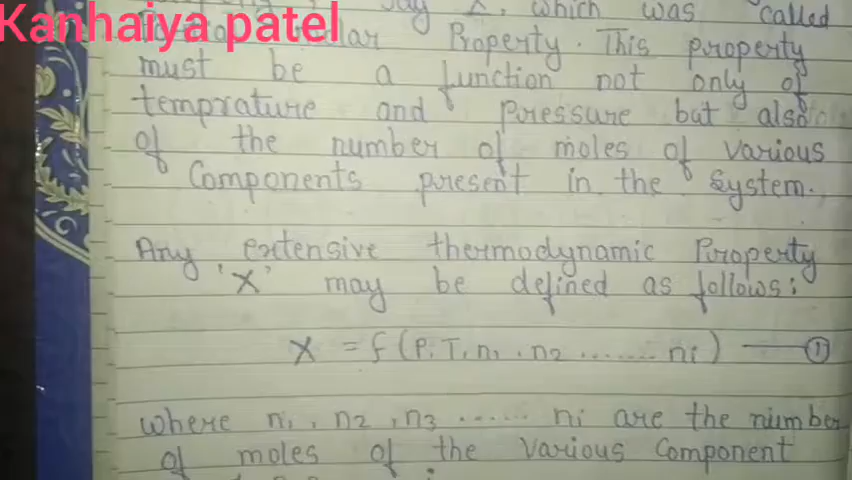 say X, which was called
Kanhaiya patel
Property. This property
must be a function not only of
temprature and pressure but also
of the number of moles of various
Components present in the system.
Any extensive thermodynamic Property
'X' may be defined as follows:
X = f (P, T, n1, n2 ........ ni) —— ①
where n1, n2, n3 ...... ni are the number
of moles of the various Component